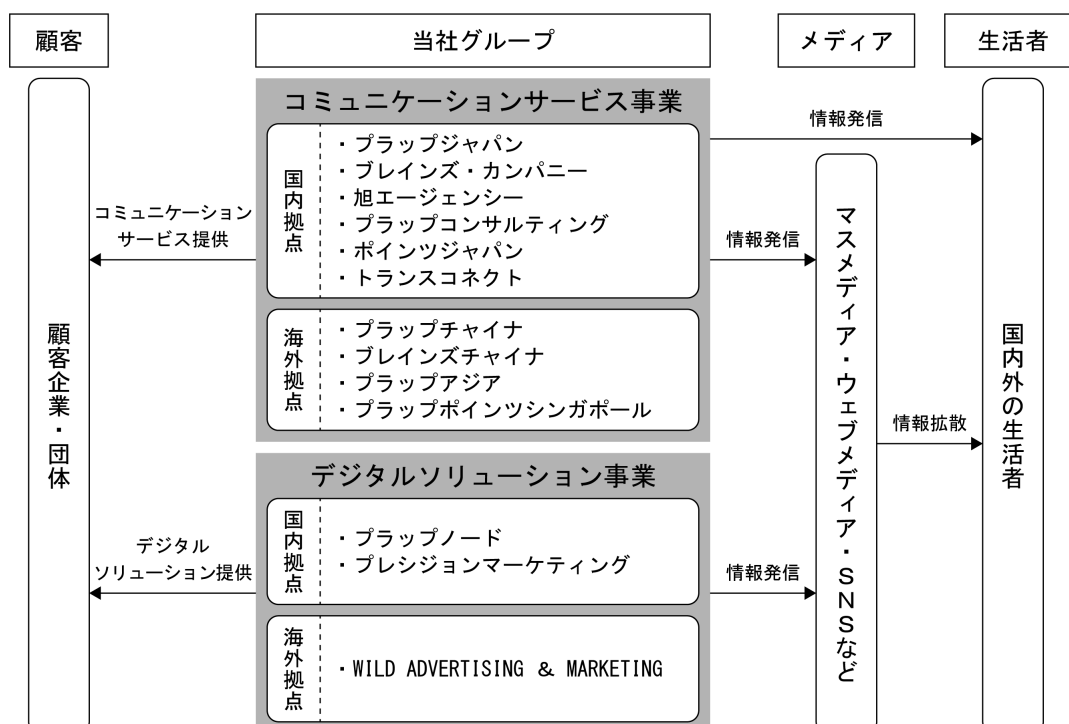 顧客
当社グループ
メディア
生活者
コミュニケーションサービス事業
国内拠点
・プラップジャパン
・ブレインズ・カンパニー
・旭エージェンシー
・プラップコンサルティング
・ポインツジャパン
・トランスコネクト
海外拠点
・プラップチャイナ
・ブレインズチャイナ
・プラップアジア
・プラップポインツシンガポール
デジタルソリューション事業
国内拠点
・プラップノード
・プレシジョンマーケティング
海外拠点
・WILD ADVERTISING & MARKETING
コミュニケーション
サービス提供
デジタル
ソリューション提供
顧客企業・団体
情報発信
情報発信
情報発信
マスメディア・ウェブメディア・SNSなど
情報拡散
国内外の生活者